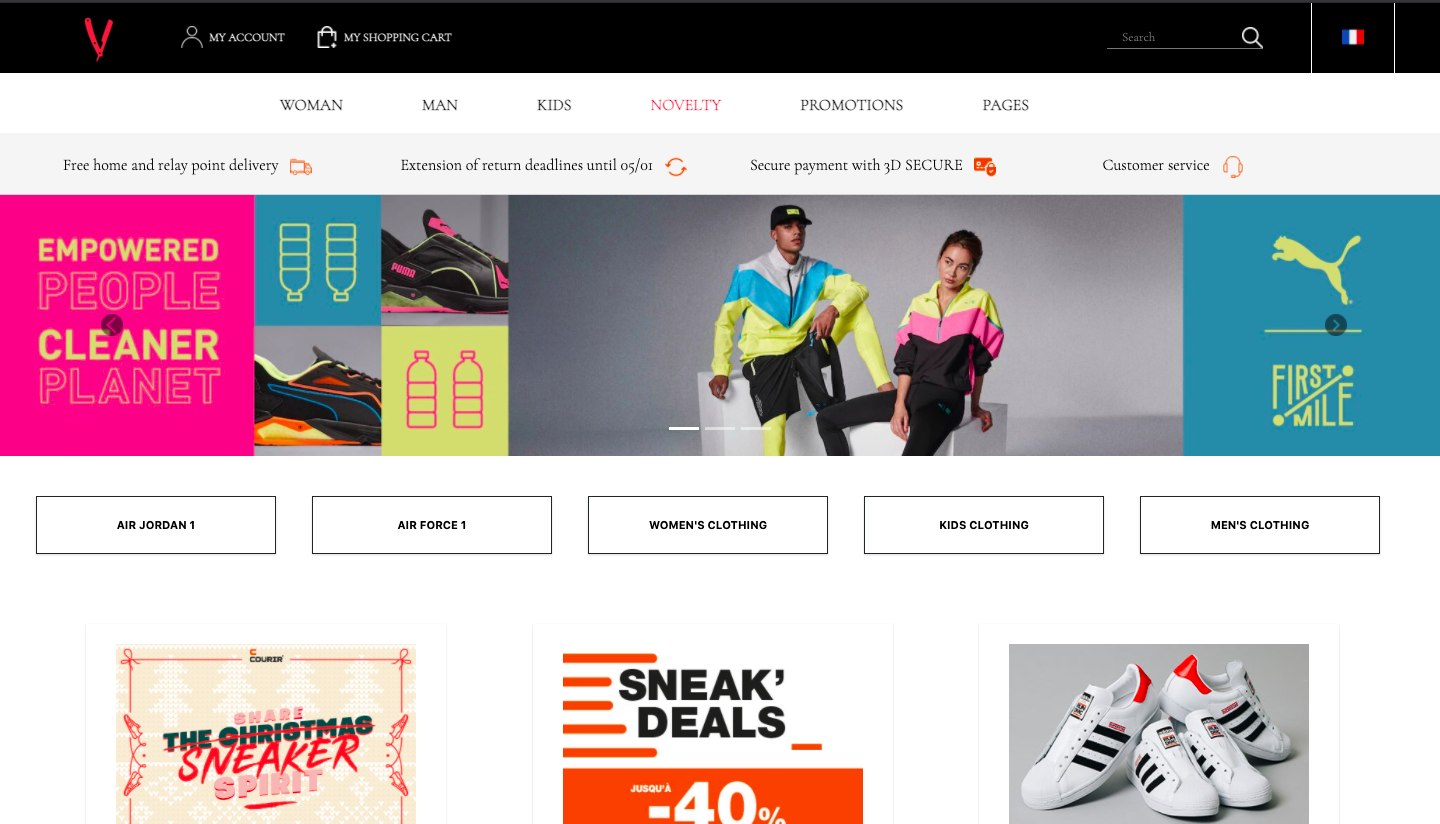 MY ACCOUNT
MY SHOPPING CART
Search
WOMAN
MAN
KIDS
NOVELTY
PROMOTIONS
PAGES
Free home and relay point delivery
Extension of return deadlines until 05/01
Secure payment with 3D SECURE
Customer service
EMPOWERED
PEOPLE
CLEANER
PLANET
PUMA
FIRST
MILE
AIR JORDAN 1
AIR FORCE 1
WOMEN'S CLOTHING
KIDS CLOTHING
MEN'S CLOTHING
COURIR
SHARE
THE CHRISTMAS
SNEAKER
SPIRIT
SNEAK'
DEALS_
JUSQU'À
-40%